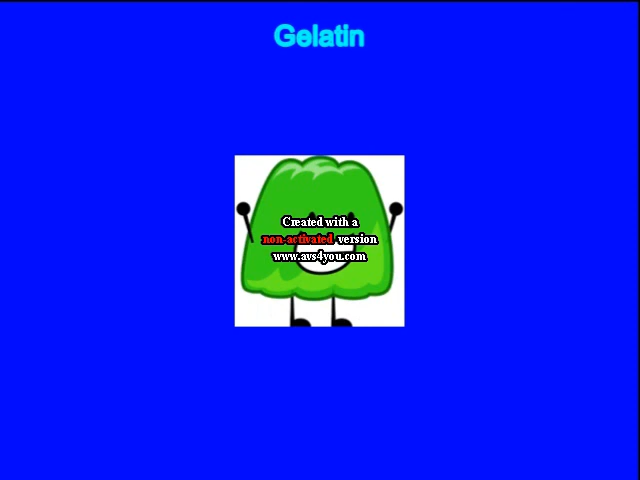 Gelatin
Created with a
non-activated version
www.avs4you.com